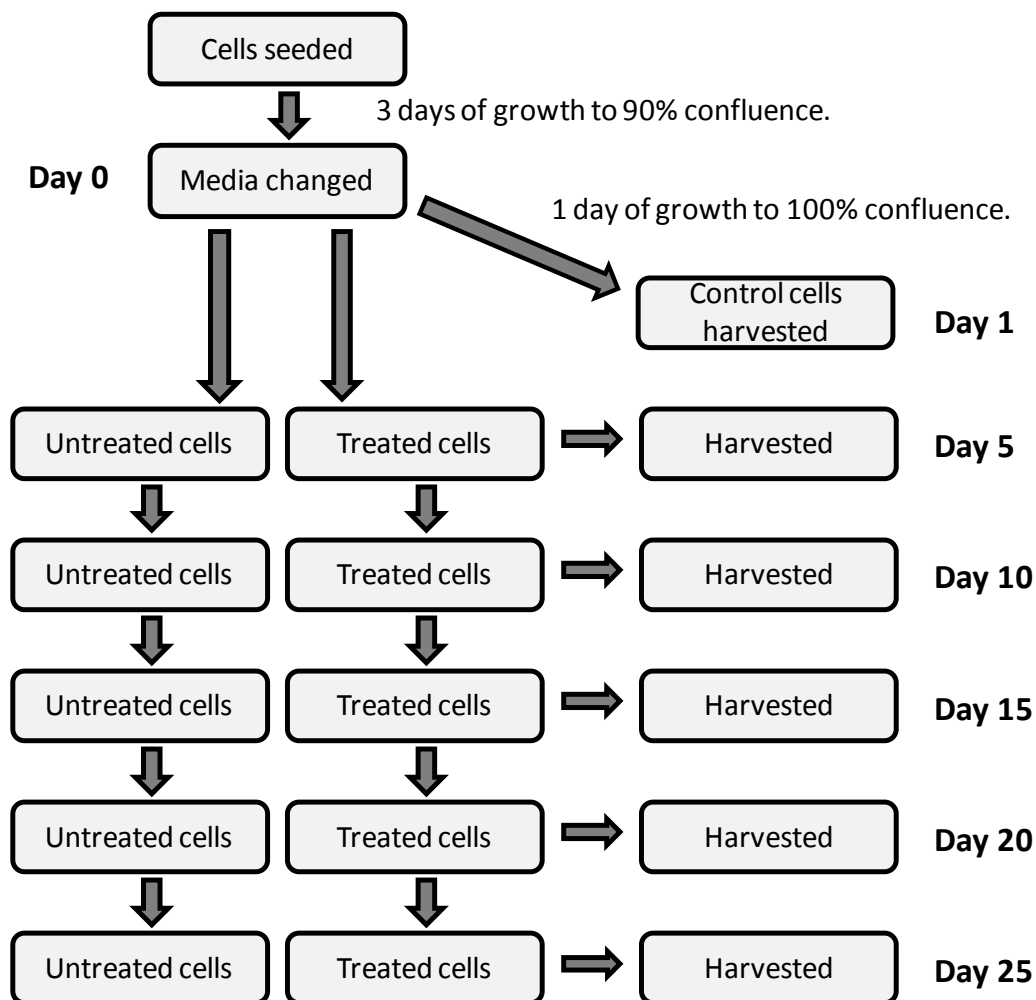 Cells seeded
3 days of growth to 90% confluence.
Day 0
Media changed
1 day of growth to 100% confluence.
Control cells
harvested
Day 1
Untreated cells
Treated cells
Harvested
Day 5
Untreated cells
Treated cells
Harvested
Day 10
Untreated cells
Treated cells
Harvested
Day 15
Untreated cells
Treated cells
Harvested
Day 20
Untreated cells
Treated cells
Harvested
Day 25